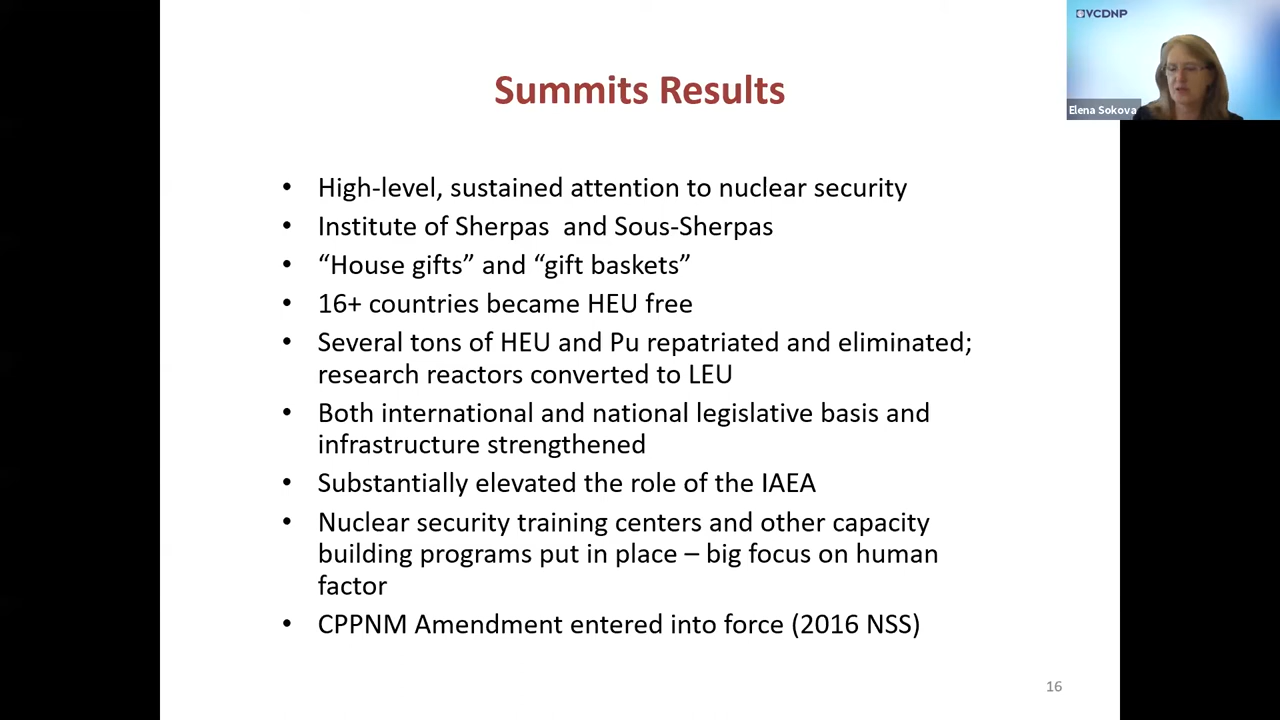 VCDNP
Elena Sokova
Summits Results
• High-level, sustained attention to nuclear security
• Institute of Sherpas  and Sous-Sherpas
• “House gifts” and “gift baskets”
• 16+ countries became HEU free
• Several tons of HEU and Pu repatriated and eliminated;
research reactors converted to LEU
• Both international and national legislative basis and
infrastructure strengthened
• Substantially elevated the role of the IAEA
• Nuclear security training centers and other capacity
building programs put in place – big focus on human
factor
• CPPNM Amendment entered into force (2016 NSS)
16